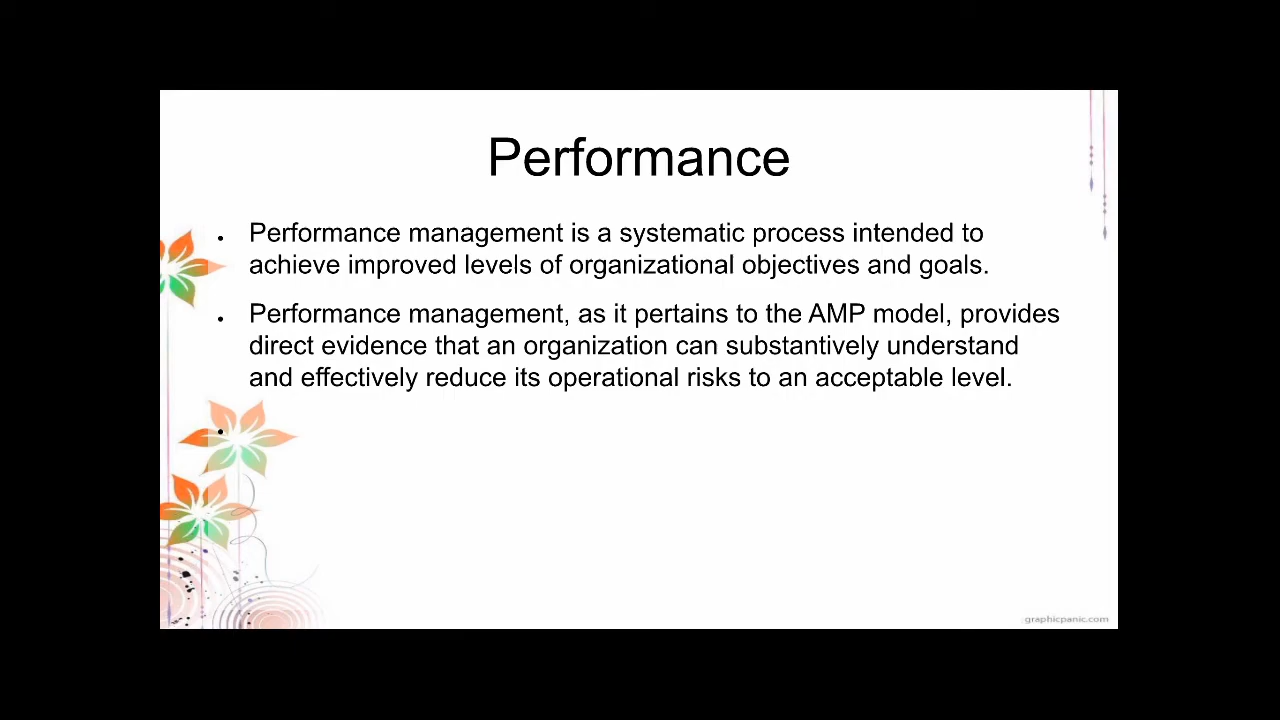 Performance
• Performance management is a systematic process intended to
achieve improved levels of organizational objectives and goals.
• Performance management, as it pertains to the AMP model, provides
direct evidence that an organization can substantively understand
and effectively reduce its operational risks to an acceptable level.
•
graphicpanic.com